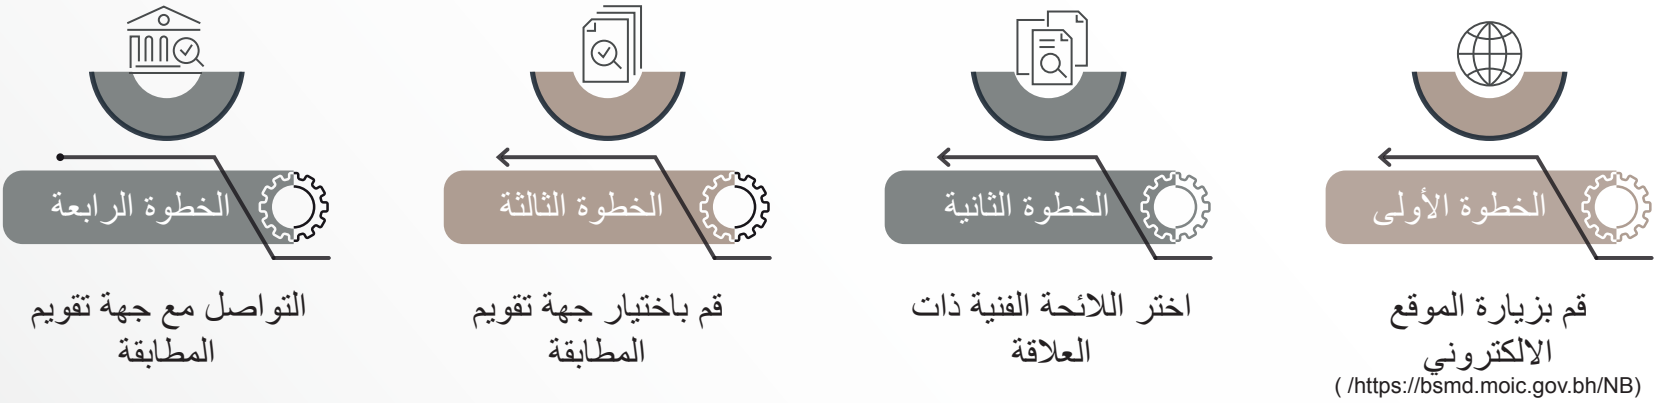 الخطوة الأولى
قم بزيارة الموقع
الالكتروني
( /https://bsmd.moic.gov.bh/NB)
الخطوة الثانية
اختر اللائحة الفنية ذات
العلاقة
الخطوة الثالثة
قم باختيار جهة تقويم
المطابقة
الخطوة الرابعة
التواصل مع جهة تقويم
المطابقة